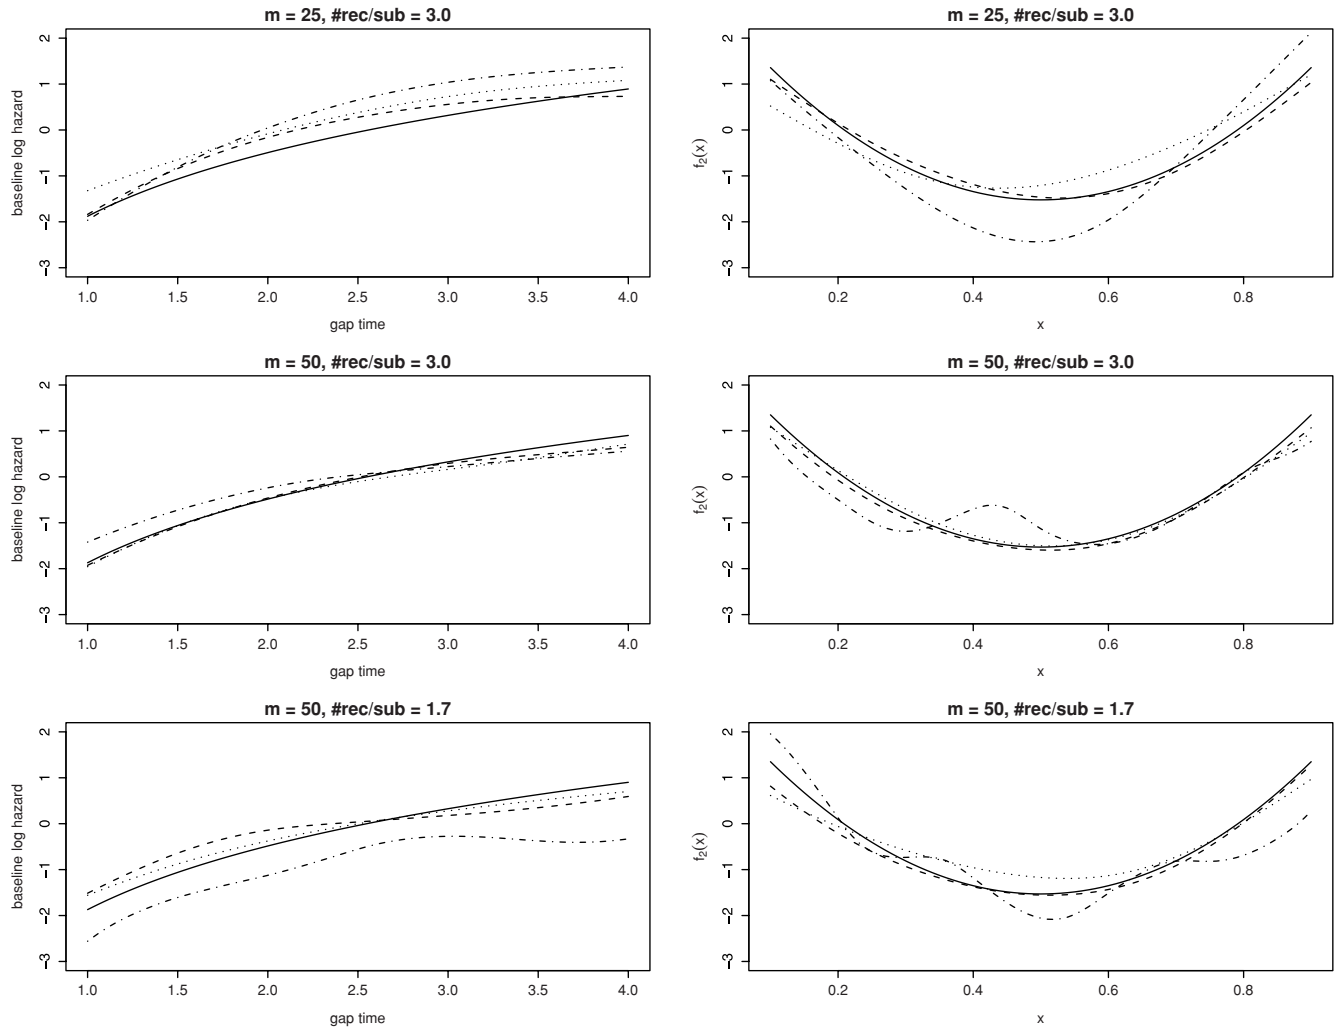 m = 25, #rec/sub = 3.0
baseline log hazard
2
1
0
−1
−2
−3
1.0 1.5 2.0 2.5 3.0 3.5 4.0
gap time
m = 25, #rec/sub = 3.0
f₂(x)
2
1
0
−1
−2
−3
0.2 0.4 0.6 0.8
x
m = 50, #rec/sub = 3.0
baseline log hazard
2
1
0
−1
−2
−3
1.0 1.5 2.0 2.5 3.0 3.5 4.0
gap time
m = 50, #rec/sub = 3.0
f₂(x)
2
1
0
−1
−2
−3
0.2 0.4 0.6 0.8
x
m = 50, #rec/sub = 1.7
baseline log hazard
2
1
0
−1
−2
−3
1.0 1.5 2.0 2.5 3.0 3.5 4.0
gap time
m = 50, #rec/sub = 1.7
f₂(x)
2
1
0
−1
−2
−3
0.2 0.4 0.6 0.8
x